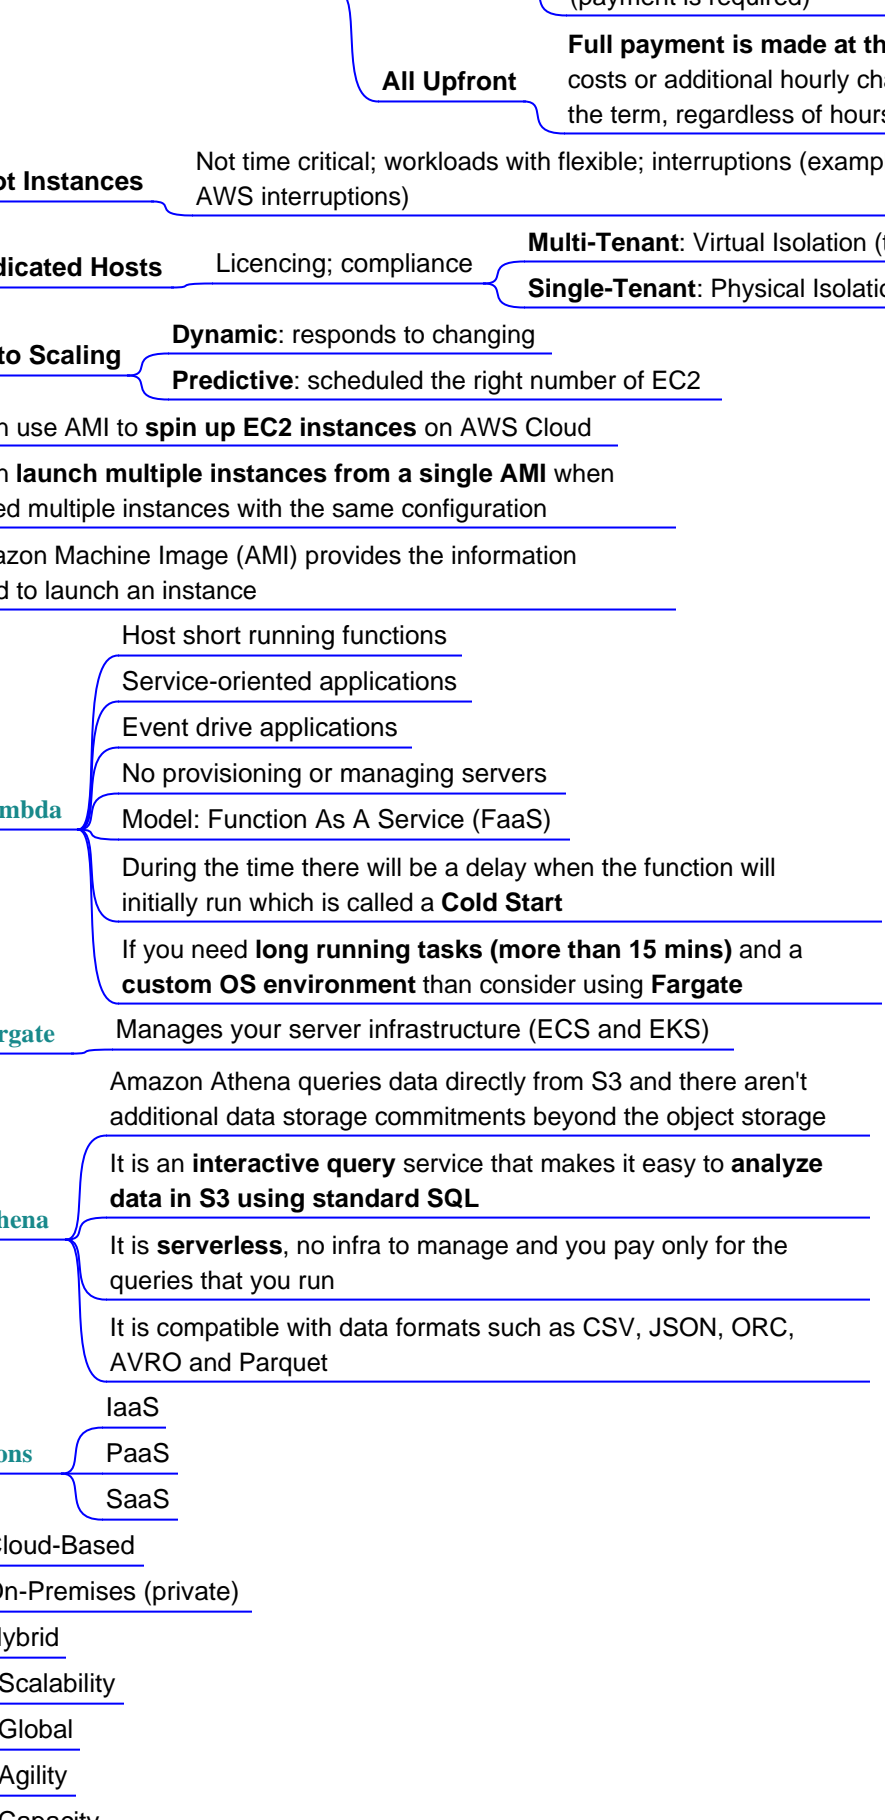 (payment is required)
Full payment is made at th
All Upfront
costs or additional hourly cha
the term, regardless of hours
Not time critical; workloads with flexible; interruptions (examp
ot Instances
AWS interruptions)
Multi-Tenant: Virtual Isolation (t
dicated Hosts
Licencing; compliance
Single-Tenant: Physical Isolatio
Dynamic: responds to changing
to Scaling
Predictive: scheduled the right number of EC2
n use AMI to spin up EC2 instances on AWS Cloud
n launch multiple instances from a single AMI when
ed multiple instances with the same configuration
azon Machine Image (AMI) provides the information
d to launch an instance
Host short running functions
Service-oriented applications
Event drive applications
No provisioning or managing servers
mbda
Model: Function As A Service (FaaS)
During the time there will be a delay when the function will
initially run which is called a Cold Start
If you need long running tasks (more than 15 mins) and a
custom OS environment than consider using Fargate
rgate
Manages your server infrastructure (ECS and EKS)
Amazon Athena queries data directly from S3 and there aren't
additional data storage commitments beyond the object storage
It is an interactive query service that makes it easy to analyze
data in S3 using standard SQL
hena
It is serverless, no infra to manage and you pay only for the
queries that you run
It is compatible with data formats such as CSV, JSON, ORC,
AVRO and Parquet
IaaS
ons
PaaS
SaaS
Cloud-Based
On-Premises (private)
lybrid
Scalability
Global
Agility
Capacity